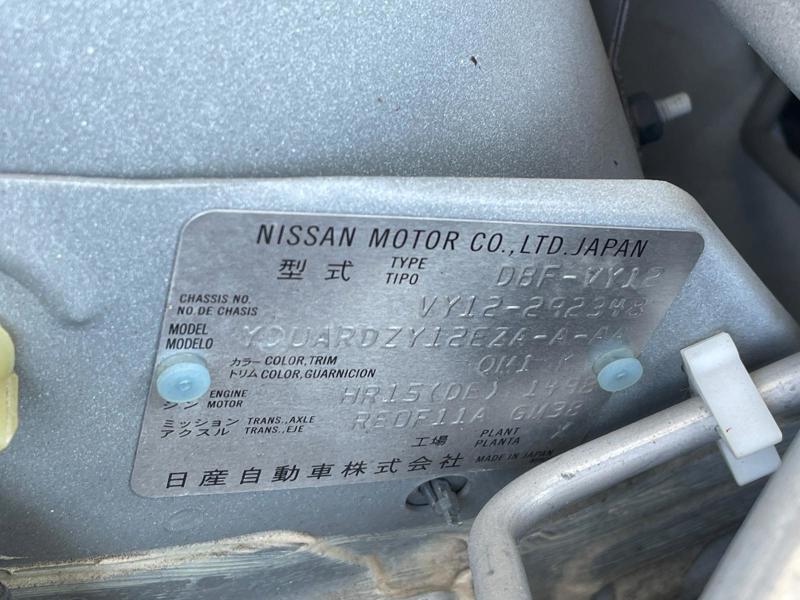 NISSAN MOTOR CO.,LTD.JAPAN
型式 TYPE TIPO DBF-VY12
CHASSIS NO. NO.DE CHASIS VY12-292348
MODEL MODELO
カラー COLOR,TRIM
トリム COLOR,GUARNICION QM1
ENGINE MOTOR HR15(DE)
ミッション TRANS.,AXLE
アクスル TRANS.,EJE RE0F11A GM38
工場 PLANT PLANTA
日産自動車株式会社 MADE IN JAPAN